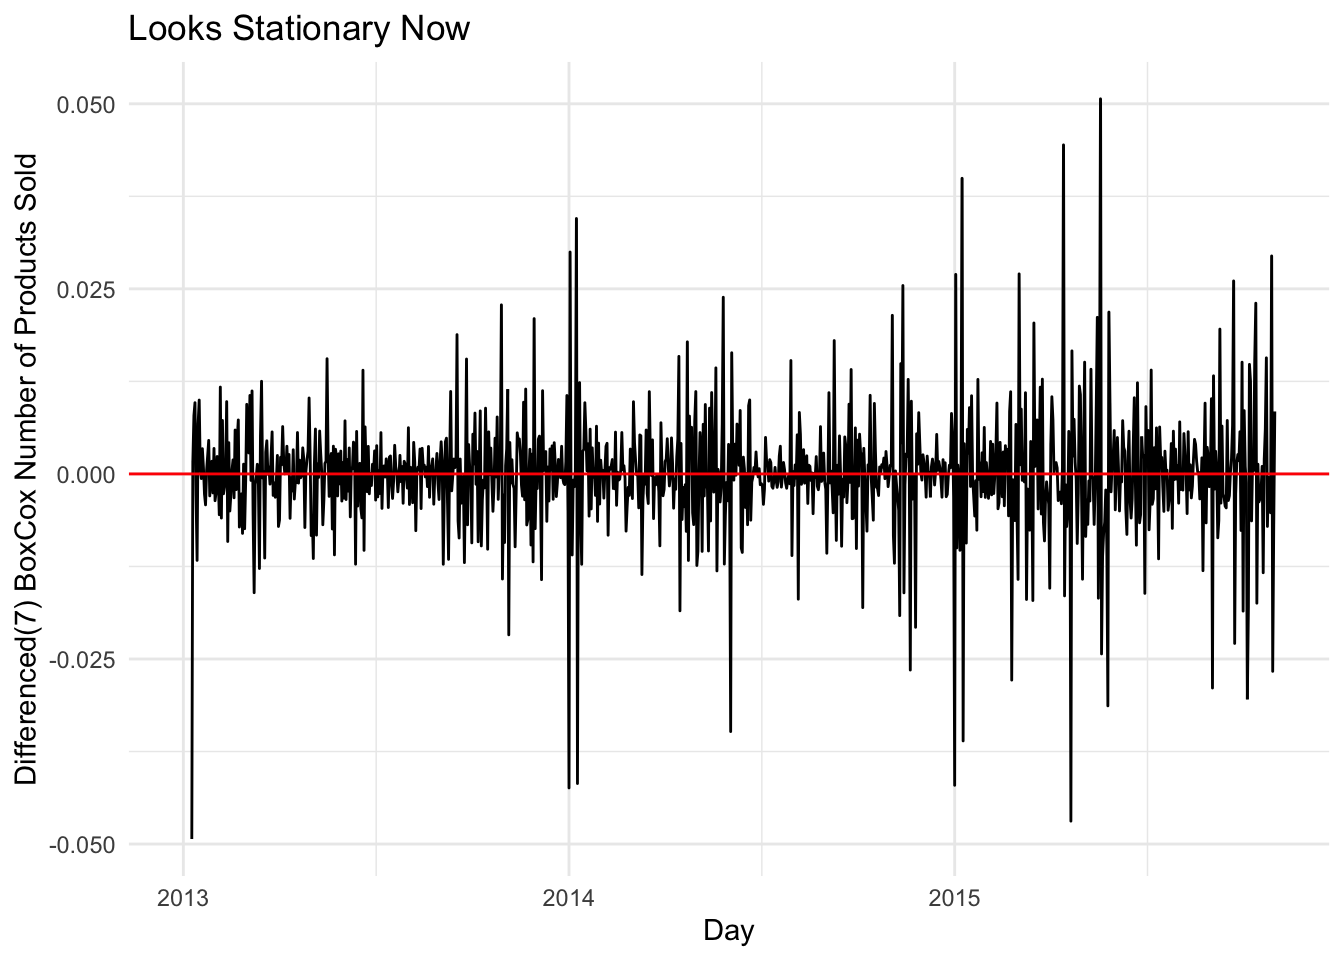 Looks Stationary Now
Differenced(7) BoxCox Number of Products Sold
0.050
0.025
0.000
-0.025
-0.050
2013
2014
2015
Day